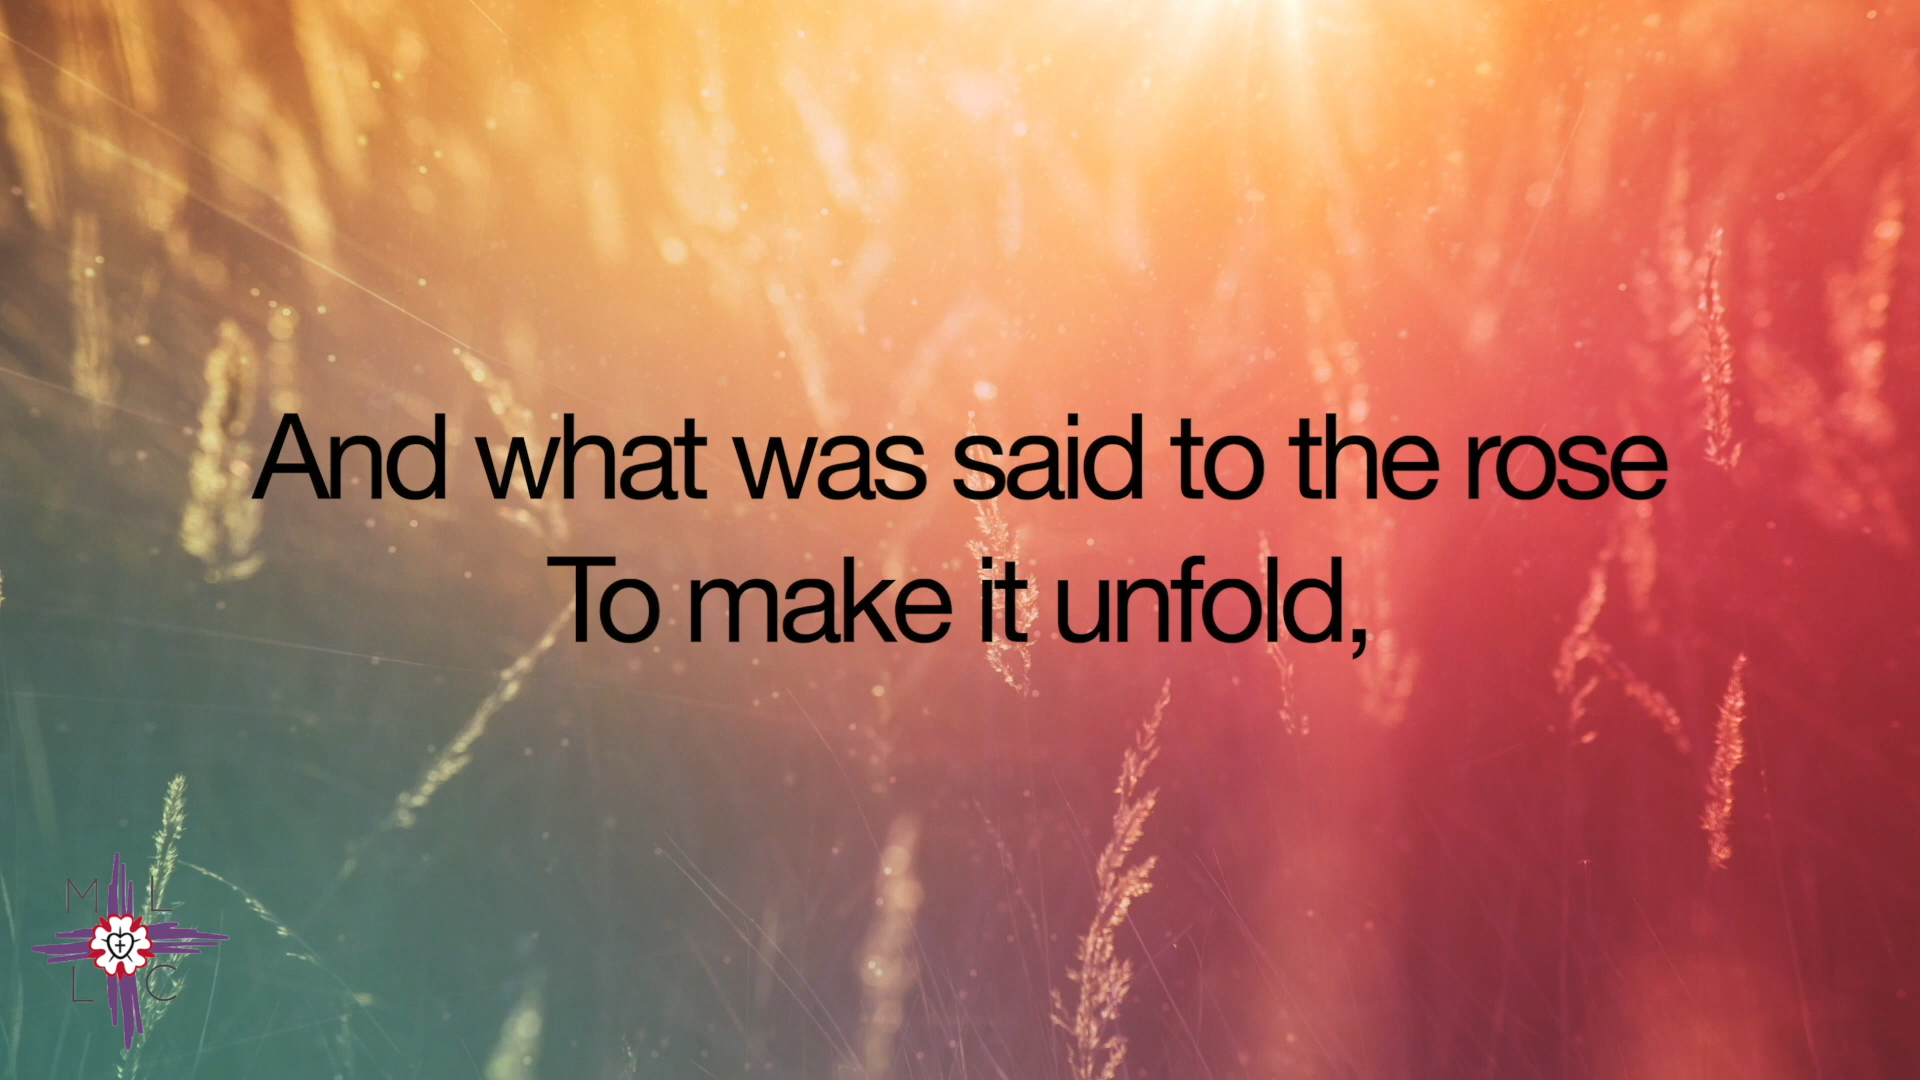 And what was said to the rose
To make it unfold,
M L
L C